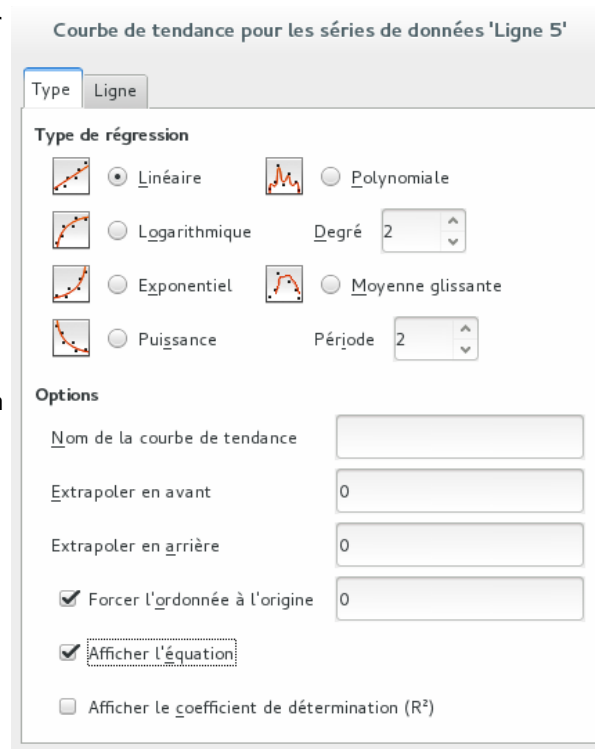 Courbe de tendance pour les séries de données 'Ligne 5'
Type Ligne
Type de régression
Linéaire Polynomiale
Logarithmique Degré 2
Exponentiel Moyenne glissante
Puissance Période 2
Options
Nom de la courbe de tendance
Extrapoler en avant 0
Extrapoler en arrière 0
Forcer l'ordonnée à l'origine 0
Afficher l'équation
Afficher le coefficient de détermination (R²)